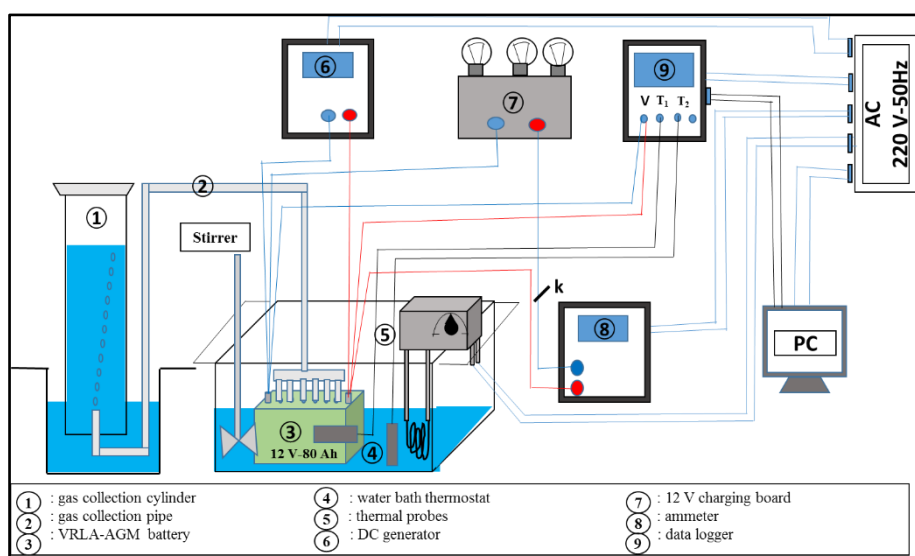 ⑥
⑦
⑨
V T₁ T₂
AC
220 V-50Hz
②
①
Stirrer
k
⑤
⑧
PC
③
④
12 V-80 Ah
① : gas collection cylinder
② : gas collection pipe
③ : VRLA-AGM battery
④ : water bath thermostat
⑤ : thermal probes
⑥ : DC generator
⑦ : 12 V charging board
⑧ : ammeter
⑨ : data logger